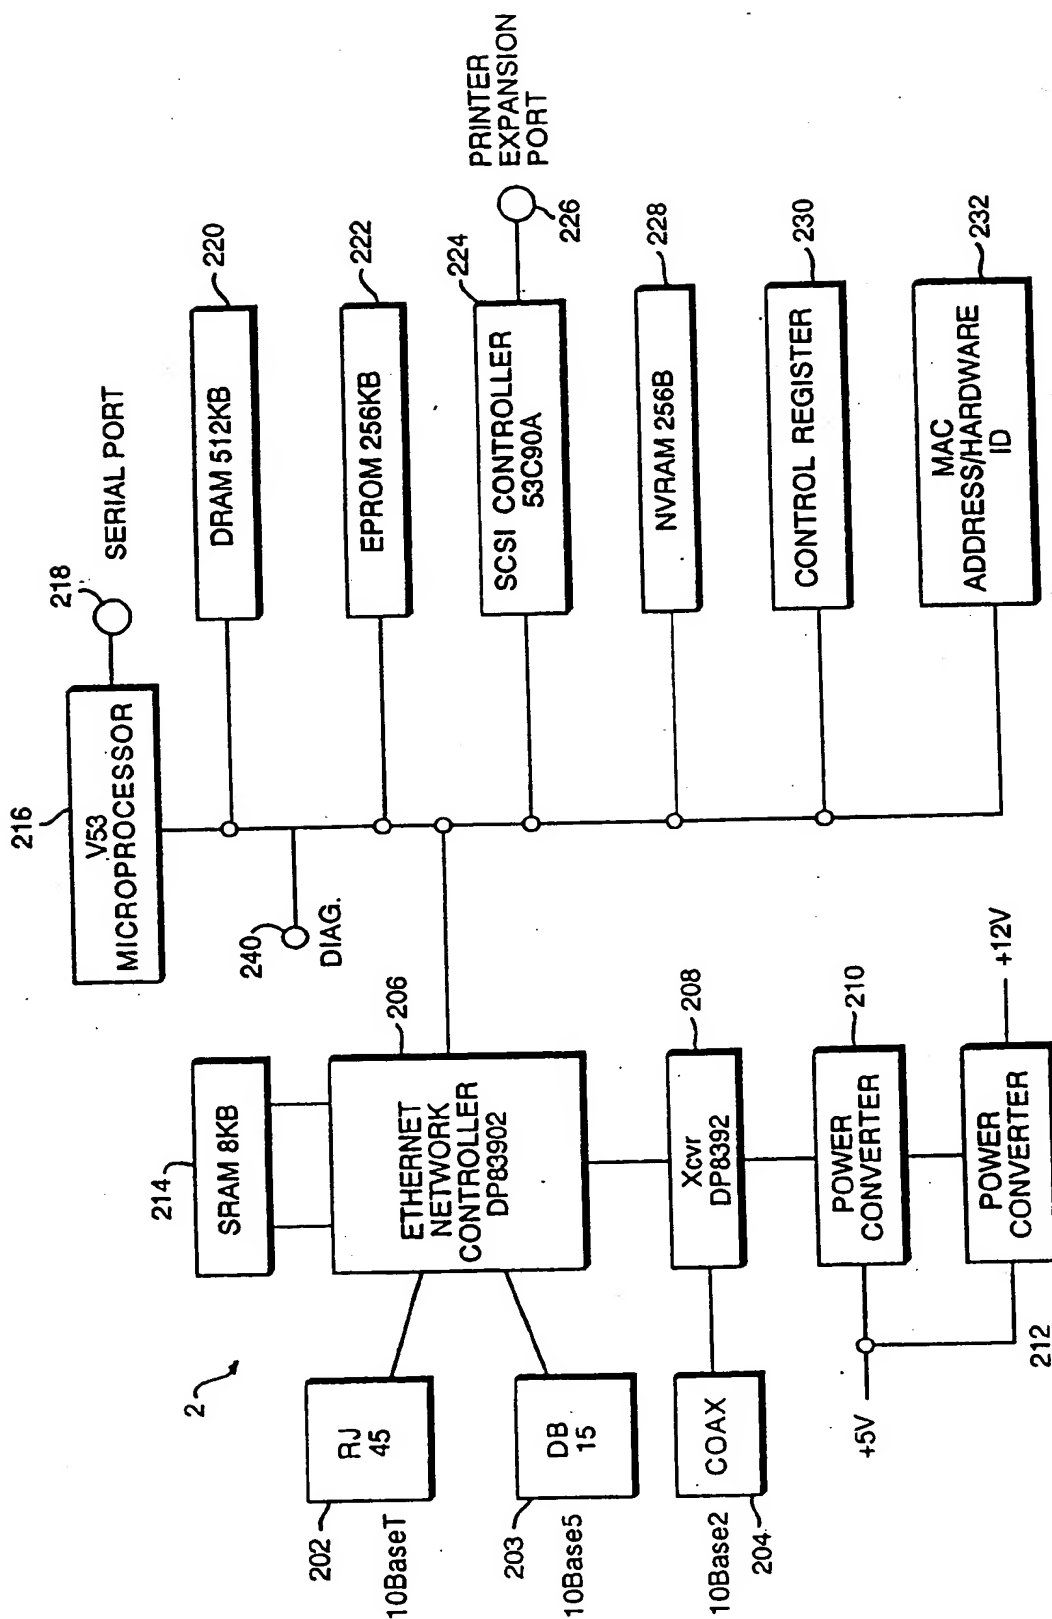 216
V53
MICROPROCESSOR
218
SERIAL PORT
240
DIAG.
214
SRAM 8KB
220
DRAM 512KB
222
EPROM 256KB
224
SCSI CONTROLLER
53C90A
226
PRINTER
EXPANSION
PORT
228
NVRAM 256B
230
CONTROL REGISTER
232
MAC
ADDRESS/HARDWARE
ID
2
206
ETHERNET
NETWORK
CONTROLLER
DP83902
202
RJ
45
10BaseT
203
DB
15
10Base5
204
COAX
10Base2
208
Xcvr
DP8392
210
POWER
CONVERTER
+5V
212
POWER
CONVERTER
+12V